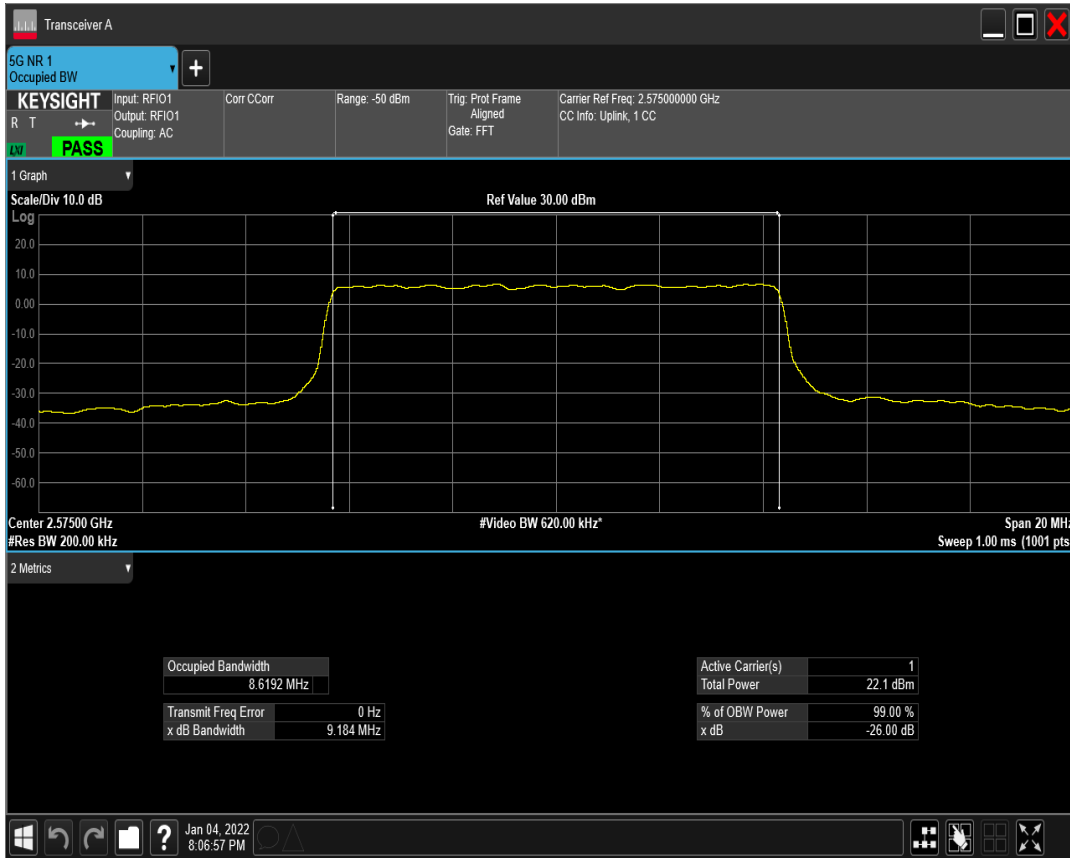 Transceiver A
5G NR 1
Occupied BW
KEYSIGHT
R T
LXI
PASS
Input: RFIO1
Output: RFIO1
Coupling: AC
Corr CCorr
Range: -50 dBm
Trig: Prot Frame
Aligned
Gate: FFT
Carrier Ref Freq: 2.575000000 GHz
CC Info: Uplink, 1 CC
1 Graph
Scale/Div 10.0 dB
Ref Value 30.00 dBm
Log
20.0
10.0
0.00
-10.0
-20.0
-30.0
-40.0
-50.0
-60.0
Center 2.57500 GHz
#Video BW 620.00 kHz*
Span 20 MHz
#Res BW 200.00 kHz
Sweep 1.00 ms (1001 pts
2 Metrics
Occupied Bandwidth
8.6192 MHz
Transmit Freq Error 0 Hz
x dB Bandwidth 9.184 MHz
Active Carrier(s) 1
Total Power 22.1 dBm
% of OBW Power 99.00 %
x dB -26.00 dB
?
Jan 04, 2022
8:06:57 PM